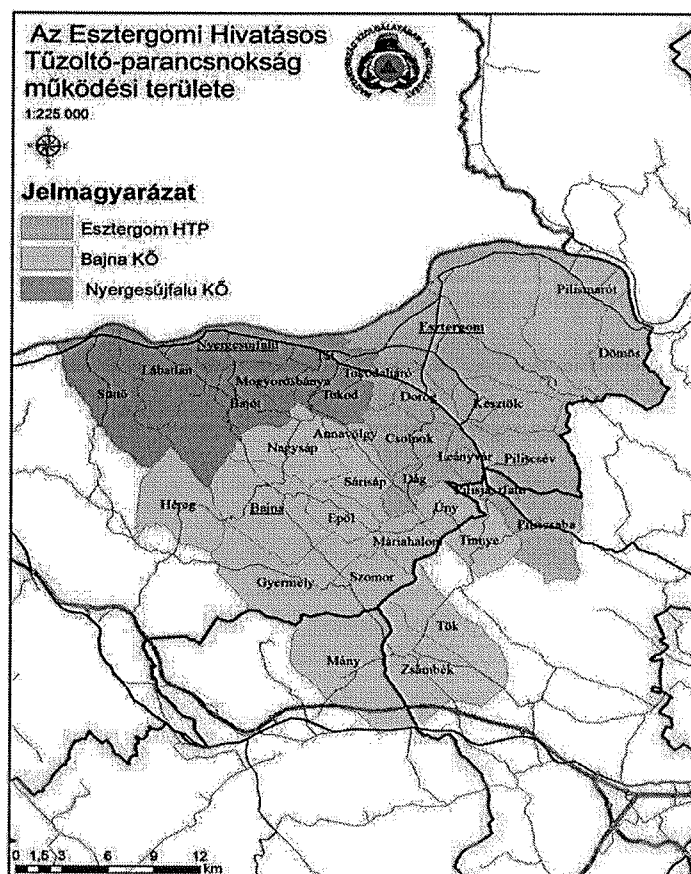 Az Esztergomi Hivatásos
Tűzoltó-parancsnokság
működési területe
1:225 000
Jelmagyarázat
Esztergom HTP
Bajna KŐ
Nyergesújfalu KŐ
Pilismarót
Esztergom
Dömös
Nyergesújfalu
Tát
Lábatlan
Tokodaltáró
Mogyorósbánya
Süttő
Bajót
Tokod
Dorog
Kesztölc
Annavölgy
Csolnok
Nagysáp
Leányvár
Piliscsév
Sárisáp
Dág
Pilisjászfalu
Héreg
Bajna
Epöl
Úny
Piliscsaba
Máriahalom
Tinnye
Gyermely
Szomor
Tök
Mány
Zsámbék
0 1,5 3 6 9 12
km